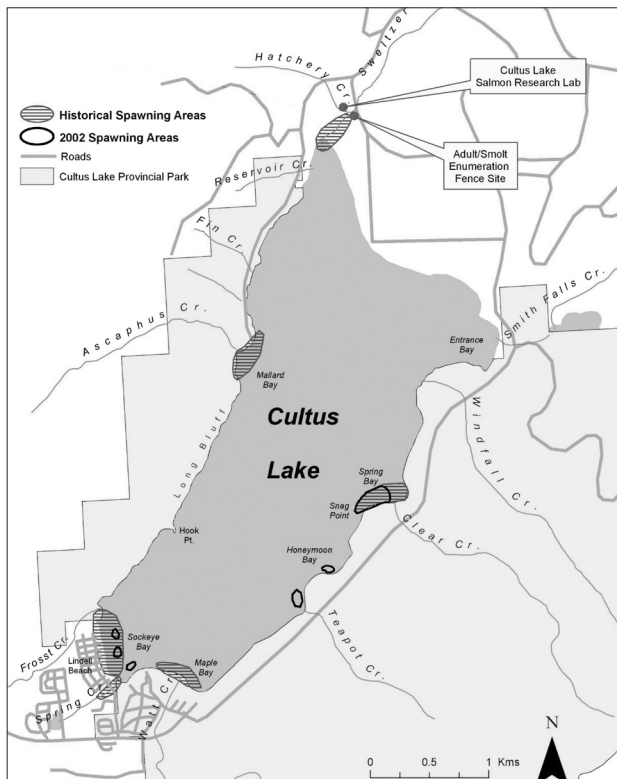 Hatchery Cr.
Sweltzer
Cultus Lake
Salmon Research Lab
Historical Spawning Areas
2002 Spawning Areas
Roads
Cultus Lake Provincial Park
Adult/Smolt
Enumeration
Fence Site
Reservoir Cr.
Fin Cr.
Smith Falls Cr.
Ascaphus Cr.
Entrance
Bay
Mallard
Bay
Windfall Cr.
Cultus
Lake
Long Bluff
Spring
Bay
Snag
Point
Clear Cr.
Hook
Pt.
Honeymoon
Bay
Teapot Cr.
Frosst Cr.
Sockeye
Bay
Lindell
Beach
Maple
Bay
Spring Cr.
Watt Cr.
N
0 0.5 1 Kms